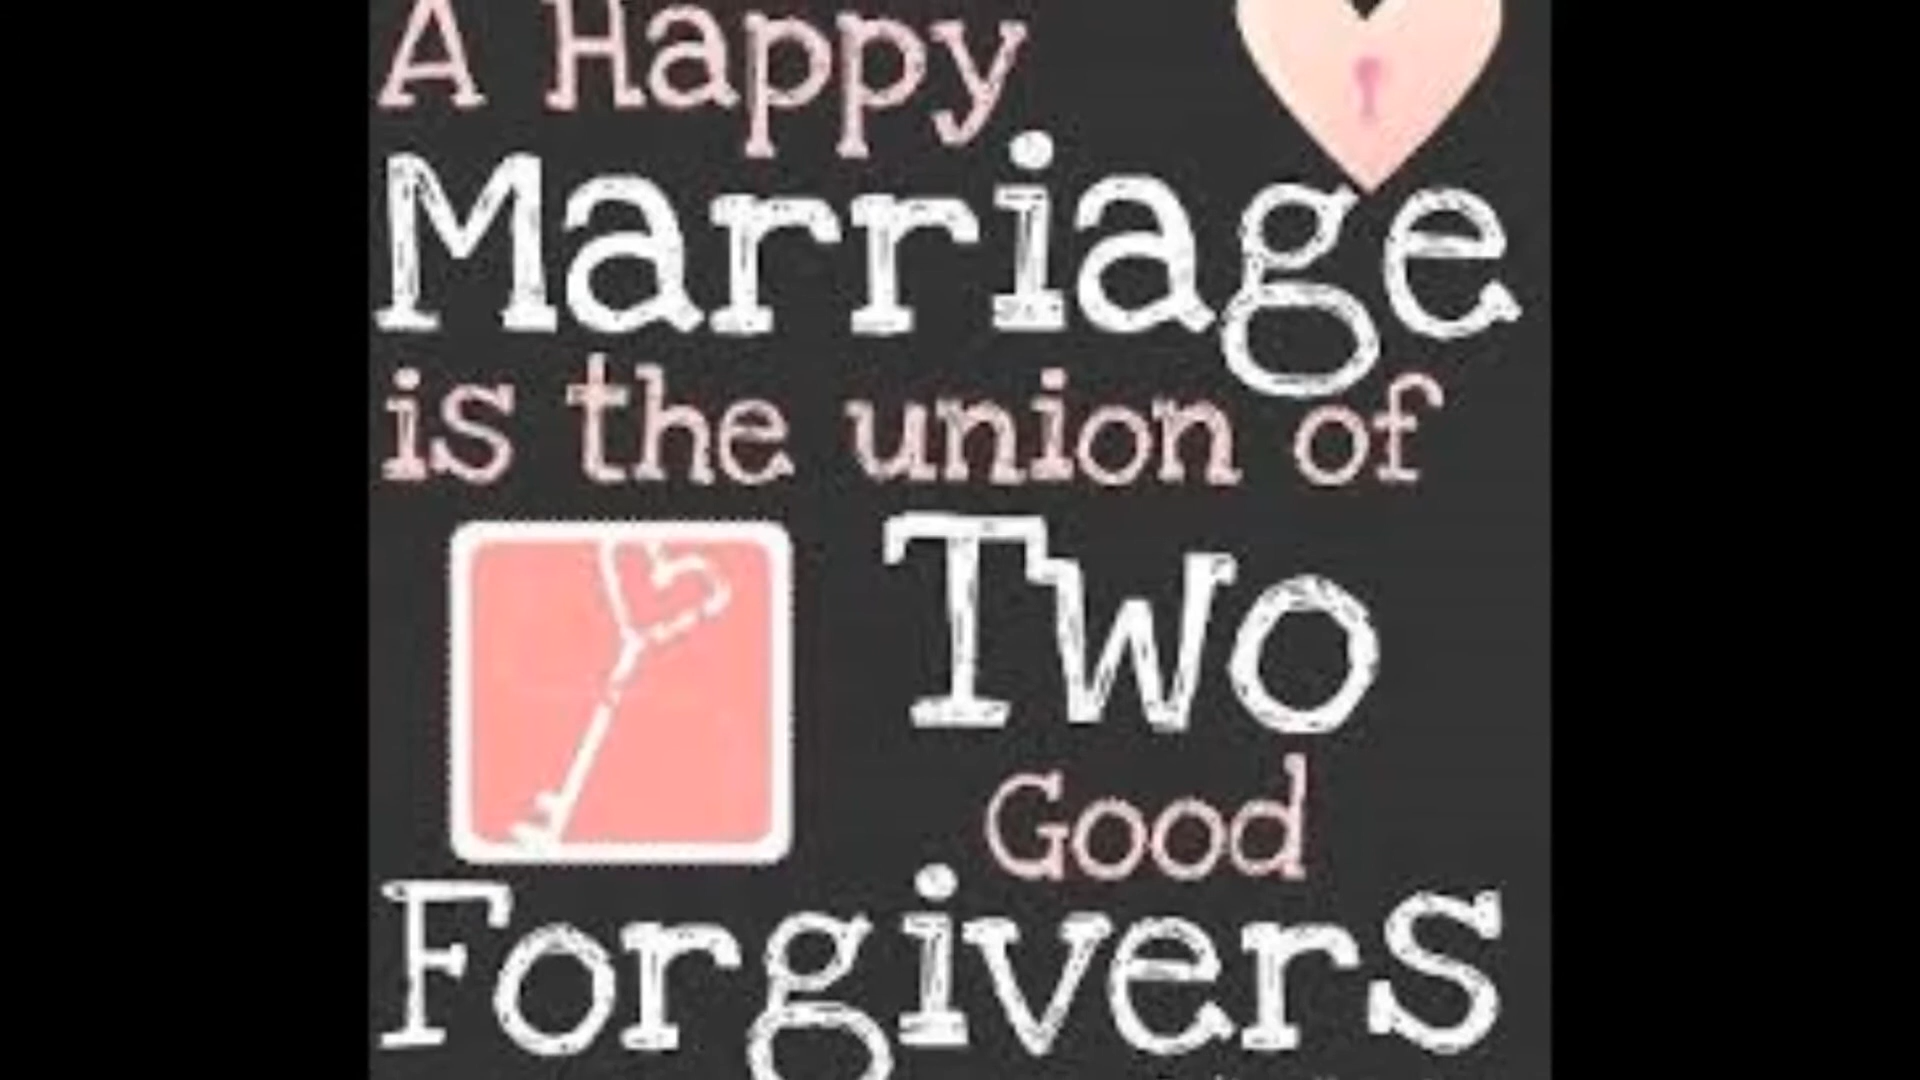 A Happy
Marriage
is the union of
Two
Good
Forgivers